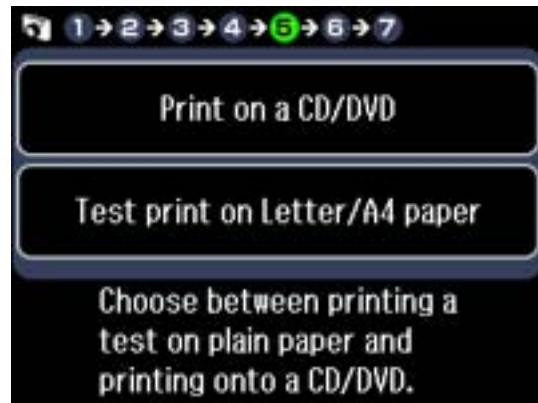 1→2→3→4→5→6→7
Print on a CD/DVD
Test print on Letter/A4 paper
Choose between printing a
test on plain paper and
printing onto a CD/DVD.